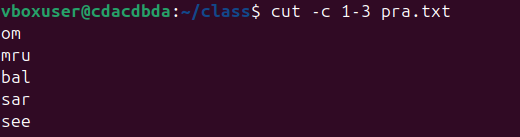 vboxuser@cdacdbda:~/class$ cut -c 1-3 pra.txt
om
mru
bal
sar
see